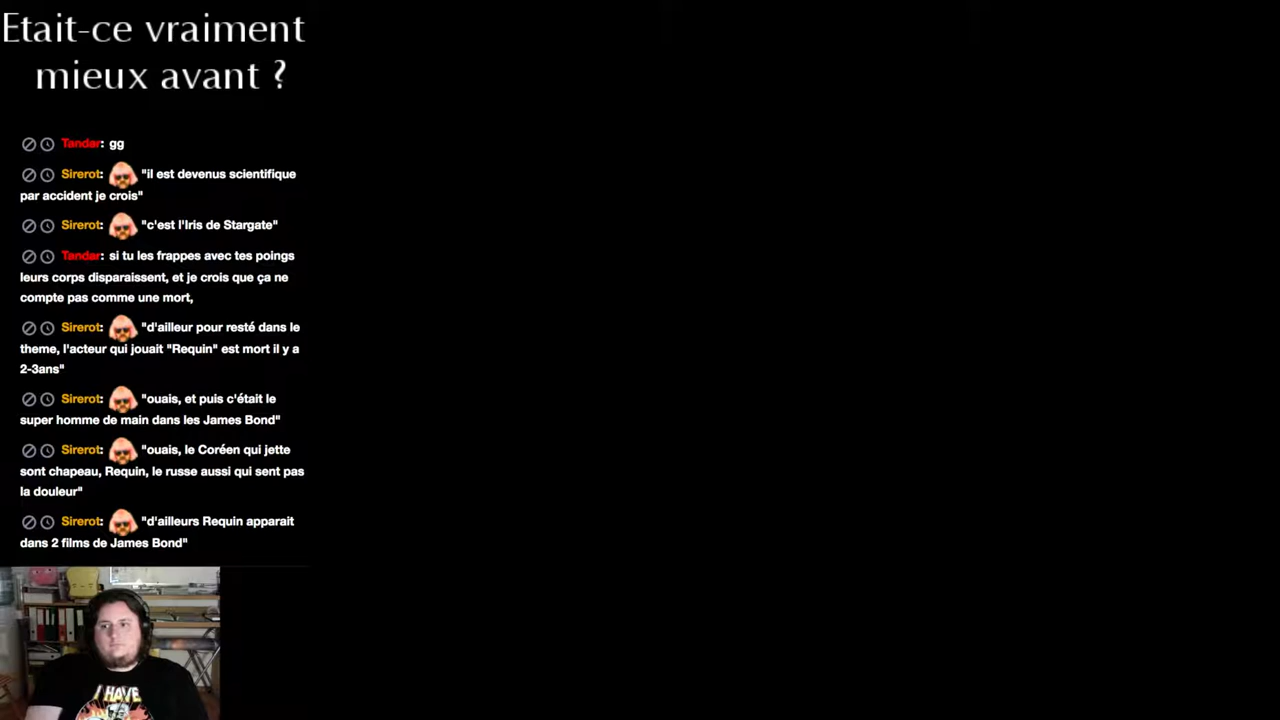 Etait-ce vraiment
mieux avant ?
Tandar: gg
Sirerot: "il est devenus scientifique
par accident je crois"
Sirerot: "c'est l'Iris de Stargate"
Tandar: si tu les frappes avec tes poings
leurs corps disparaissent, et je crois que ça ne
compte pas comme une mort,
Sirerot: "d'ailleur pour resté dans le
theme, l'acteur qui jouait "Requin" est mort il y a
2-3ans"
Sirerot: "ouais, et puis c'était le
super homme de main dans les James Bond"
Sirerot: "ouais, le Coréen qui jette
sont chapeau, Requin, le russe aussi qui sent pas
la douleur"
Sirerot: "d'ailleurs Requin apparait
dans 2 films de James Bond"
I HAVE